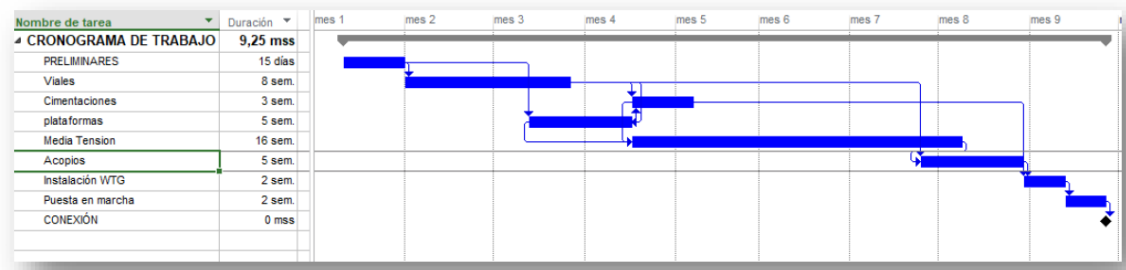 Nombre de tarea Duración mes 1 mes 2 mes 3 mes 4 mes 5 mes 6 mes 7 mes 8 mes 9
CRONOGRAMA DE TRABAJO 9,25 mss
PRELIMINARES 15 días
Viales 8 sem.
Cimentaciones 3 sem.
plataformas 5 sem.
Media Tension 16 sem.
Acopios 5 sem.
Instalación WTG 2 sem.
Puesta en marcha 2 sem.
CONEXIÓN 0 mss